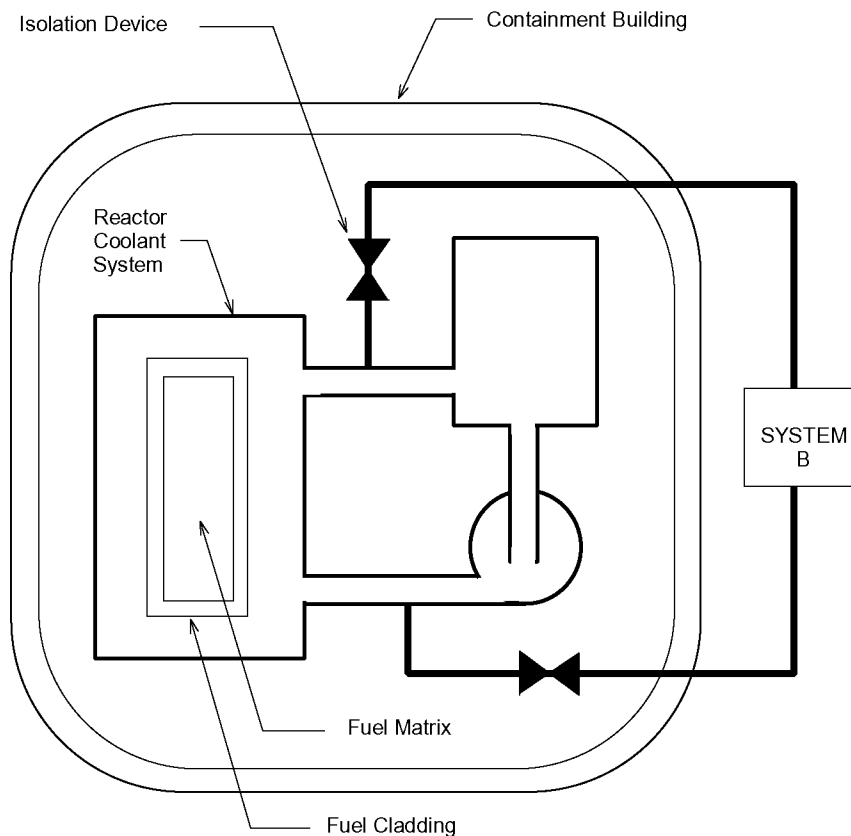 Isolation Device
Containment Building
Reactor
Coolant
System
SYSTEM
B
Fuel Matrix
Fuel Cladding